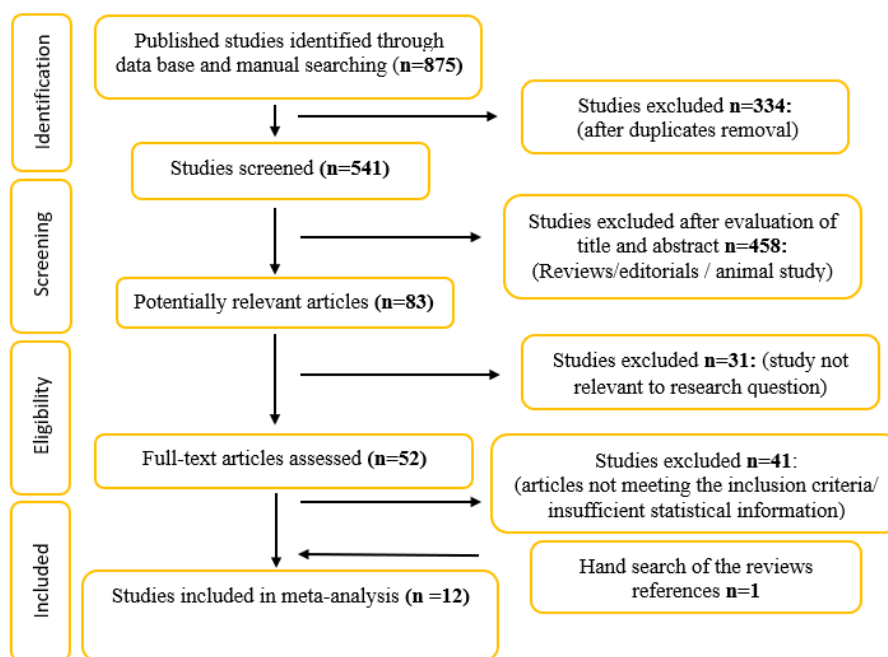 Identification
Published studies identified through
data base and manual searching (n=875)
Studies excluded n=334:
(after duplicates removal)
Studies screened (n=541)
Screening
Studies excluded after evaluation of
title and abstract n=458:
(Reviews/editorials / animal study)
Potentially relevant articles (n=83)
Eligibility
Studies excluded n=31: (study not
relevant to research question)
Full-text articles assessed (n=52)
Studies excluded n=41:
(articles not meeting the inclusion criteria/
insufficient statistical information)
Included
Hand search of the reviews
references n=1
Studies included in meta-analysis (n =12)